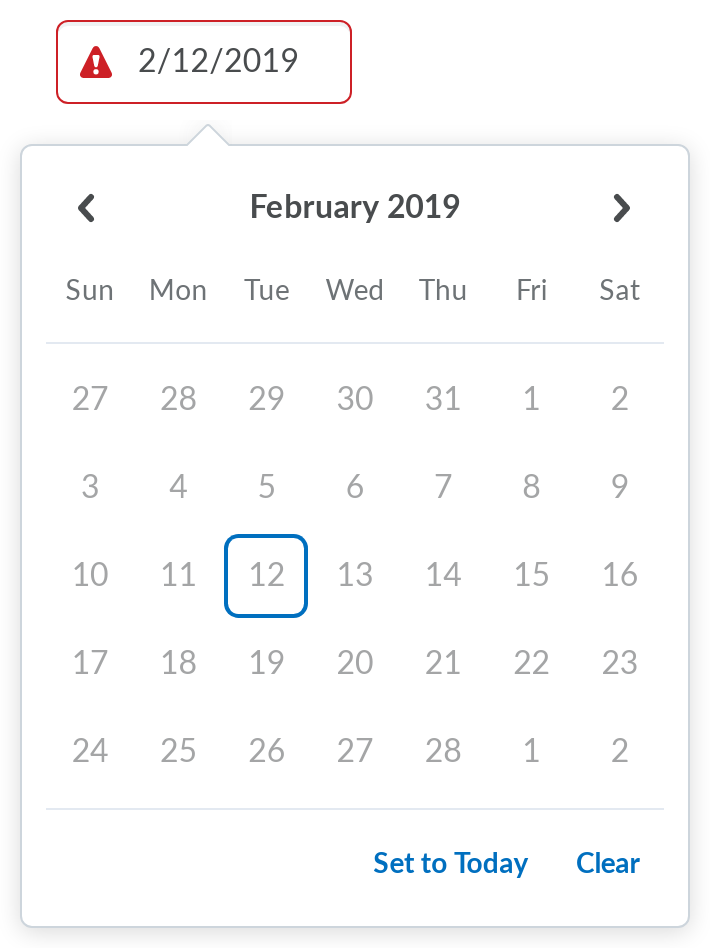 2/12/2019
February 2019
Sun Mon Tue Wed Thu Fri Sat
27 28 29 30 31 1 2
3 4 5 6 7 8 9
10 11 12 13 14 15 16
17 18 19 20 21 22 23
24 25 26 27 28 1 2
Set to Today Clear